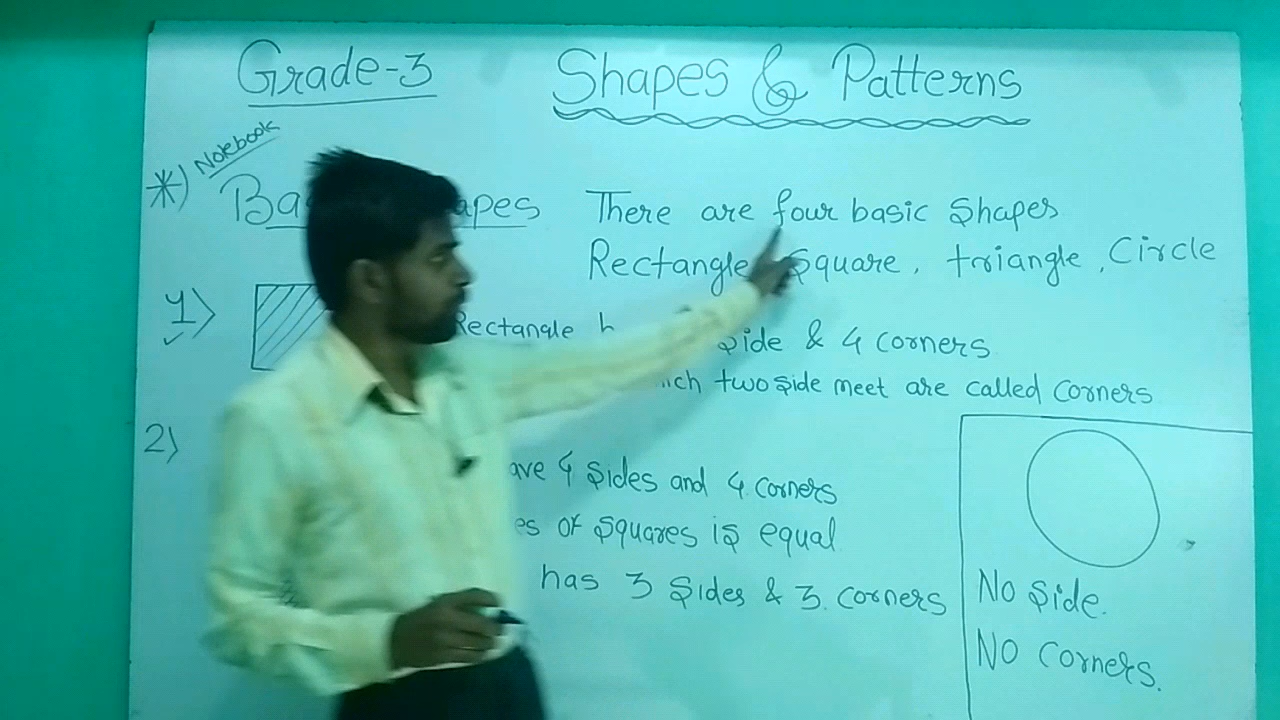 Grade-3
Shapes & Patterns
*) Notebook
Ba apes
There are four basic Shapes
Rectangle, Square, triangle, Circle
1>
Rectangle h side & 4 corners
ich two side meet are called Corners
2>
ave 4 Sides and 4 Corners
es of Squares is equal
has 3 Sides & 3 corners
No Side.
No Corners.